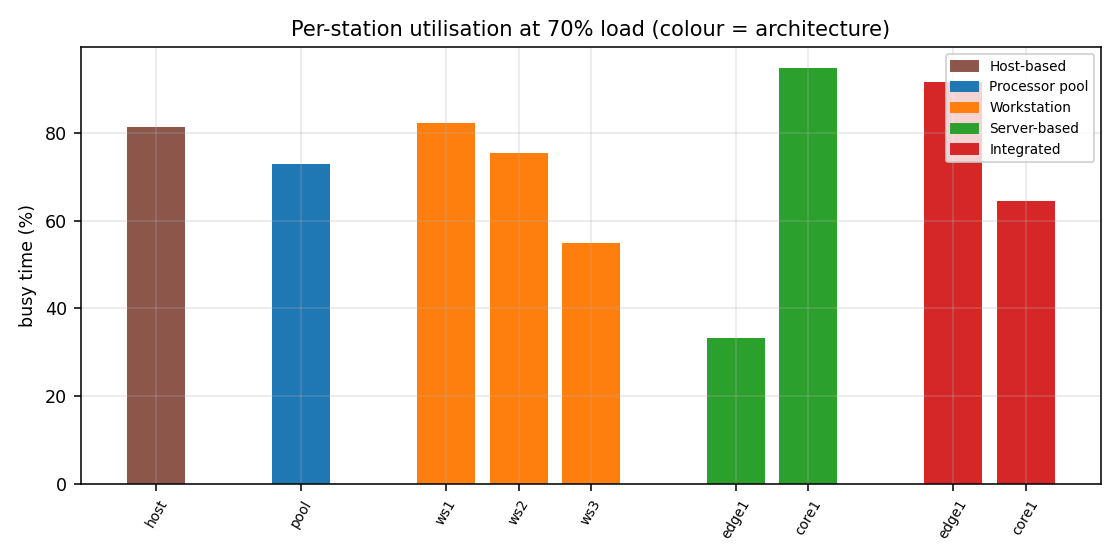 Per-station utilisation at 70% load (colour = architecture)
Host-based
Processor pool
Workstation
Server-based
Integrated
busy time (%)
80
60
40
20
0
host
pool
ws1
ws2
ws3
edge1
core1
edge1
core1